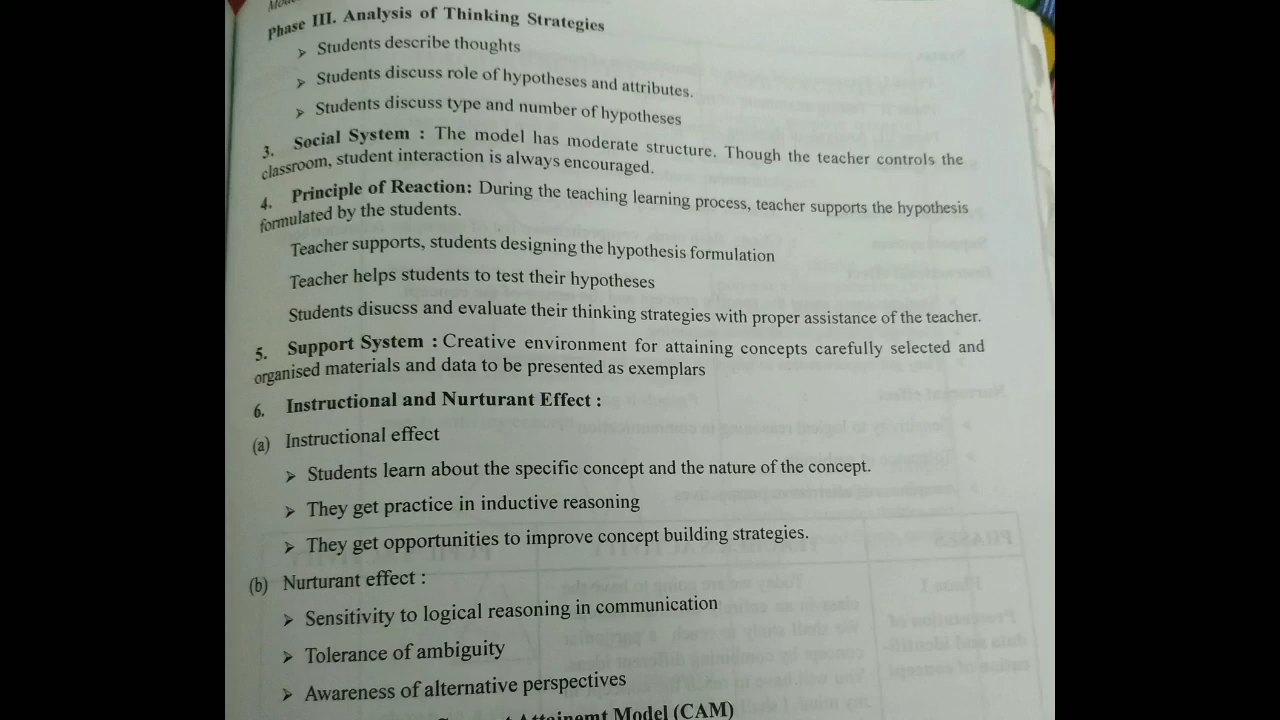 Phase III. Analysis of Thinking Strategies
➢ Students describe thoughts
➢ Students discuss role of hypotheses and attributes.
➢ Students discuss type and number of hypotheses
3. Social System : The model has moderate structure. Though the teacher controls the
classroom, student interaction is always encouraged.
4. Principle of Reaction: During the teaching learning process, teacher supports the hypothesis
formulated by the students.
Teacher supports, students designing the hypothesis formulation
Teacher helps students to test their hypotheses
Students disucss and evaluate their thinking strategies with proper assistance of the teacher.
5. Support System : Creative environment for attaining concepts carefully selected and
organised materials and data to be presented as exemplars
6. Instructional and Nurturant Effect :
(a) Instructional effect
➢ Students learn about the specific concept and the nature of the concept.
➢ They get practice in inductive reasoning
➢ They get opportunities to improve concept building strategies.
(b) Nurturant effect :
➢ Sensitivity to logical reasoning in communication
➢ Tolerance of ambiguity
➢ Awareness of alternative perspectives
Model (CAM)